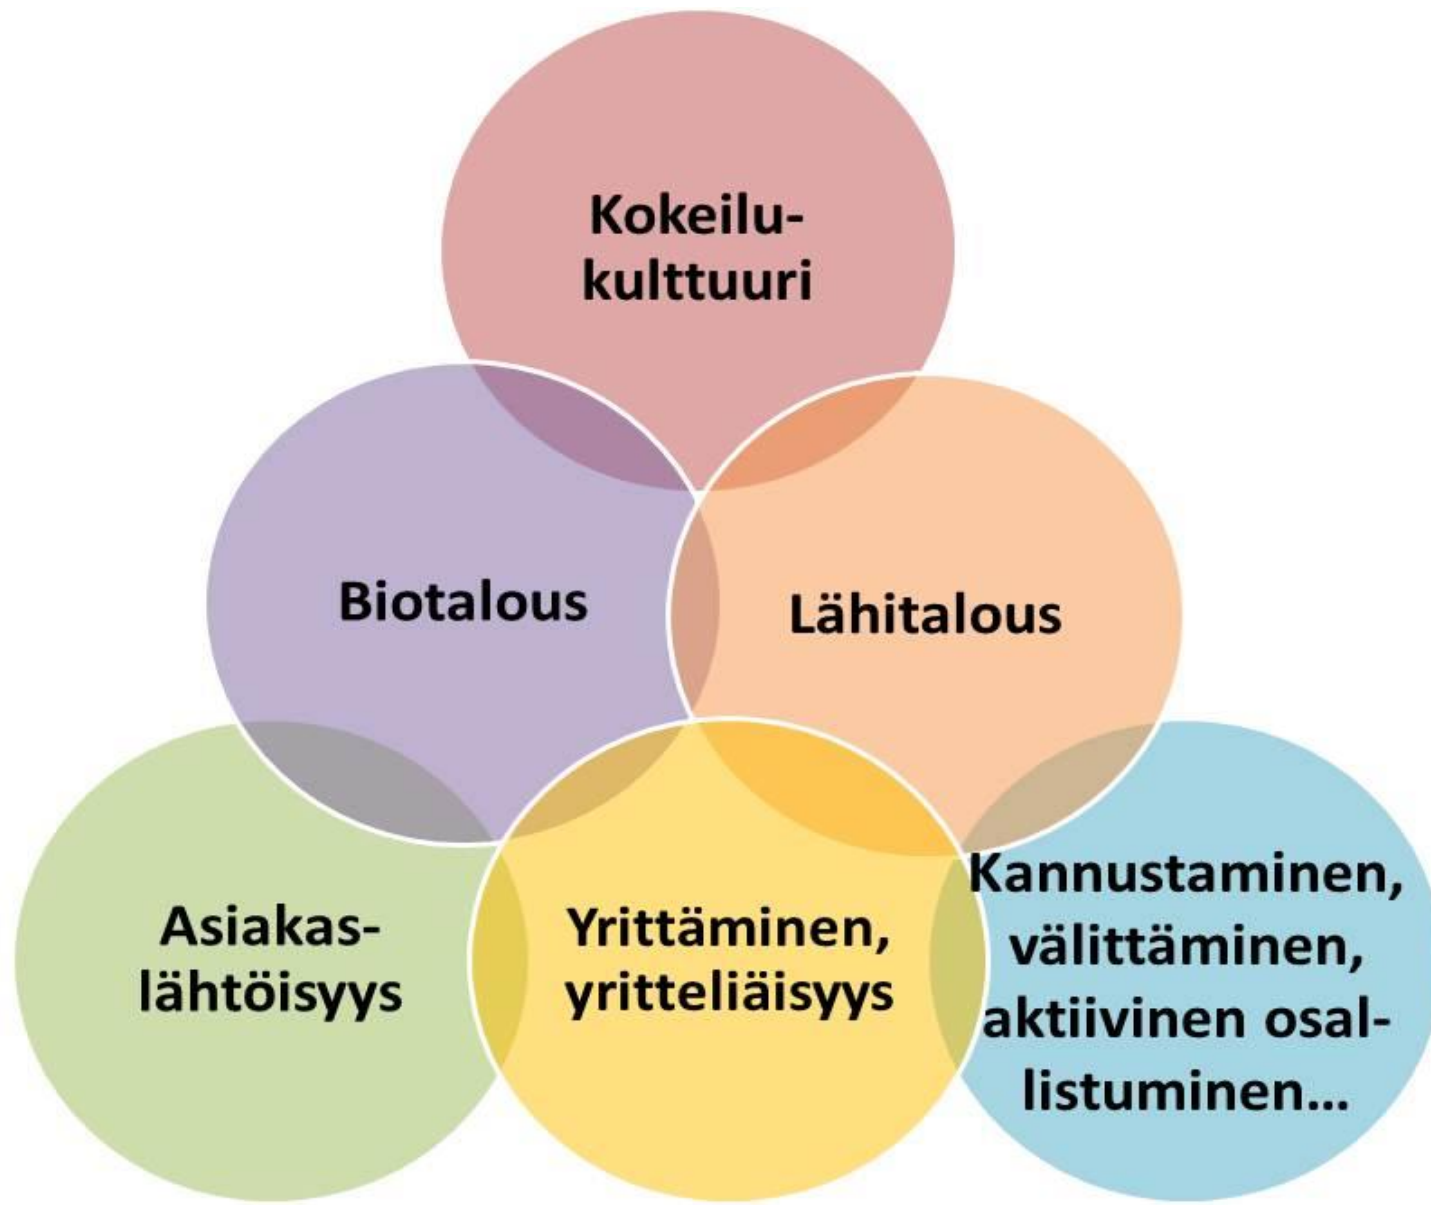 Kokeilu-
kulttuuri
Biotalous
Lähitalous
Asiakas-
lähtöisyys
Yrittäminen,
yritteliäisyys
Kannustaminen,
välittäminen,
aktiivinen osal-
listuminen...